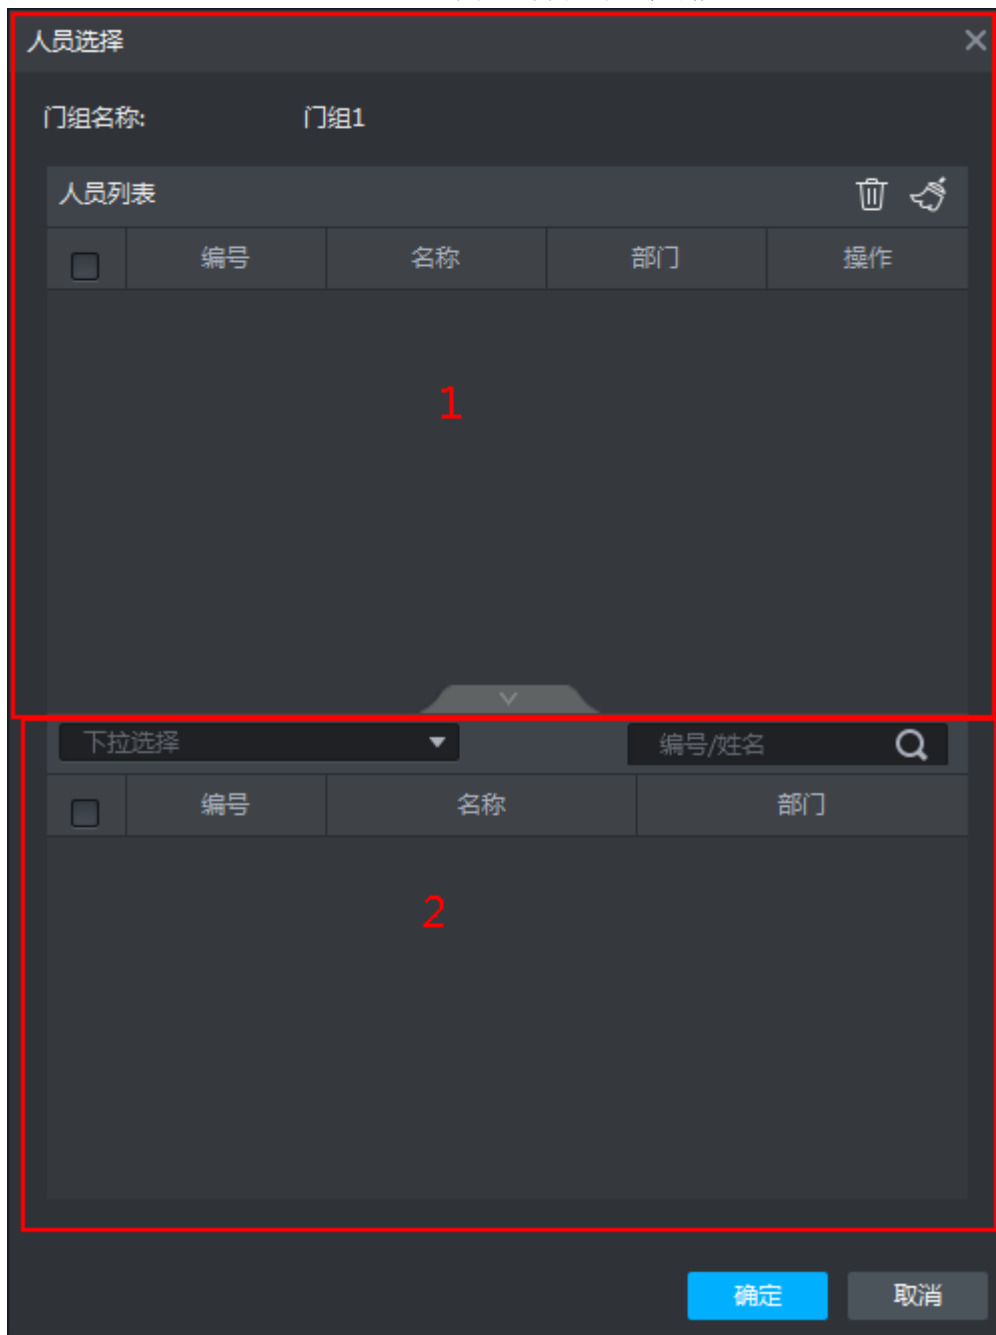 人员选择
门组名称: 门组1
人员列表
编号 名称 部门 操作
1
下拉选择 编号/姓名
编号 名称 部门
2
确定 取消